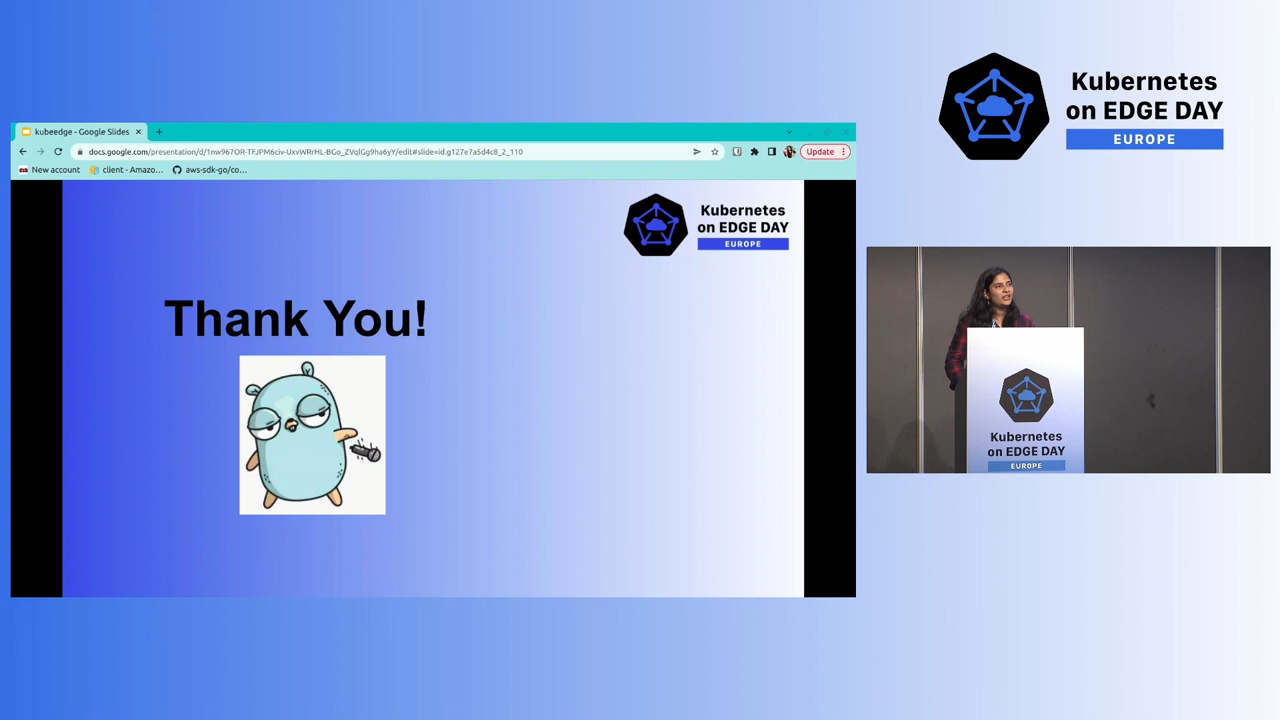 Kubernetes
on EDGE DAY
EUROPE
kubeedge - Google Slides
docs.google.com/presentation/d/1nw967OR-TFJPM6civ-UxvWRrHL-BGo_ZVqlGg9ha6yY/edit#slide=id.g127e7a5d4c8_2_110
Update
New account
client - Amazo...
aws-sdk-go/co...
Kubernetes
on EDGE DAY
EUROPE
Thank You!
Kubernetes
on EDGE DAY
EUROPE